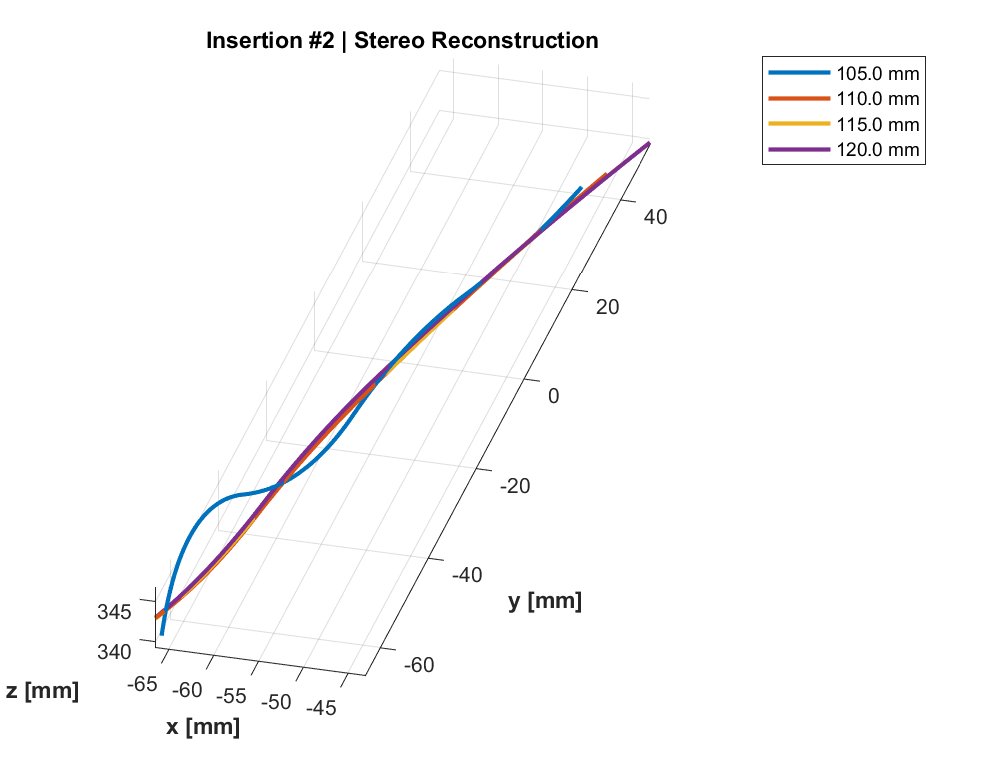 Insertion #2 | Stereo Reconstruction
105.0 mm
110.0 mm
115.0 mm
120.0 mm
40
20
0
-20
-40
-60
y [mm]
345
340
z [mm]
-65 -60 -55 -50 -45
x [mm]